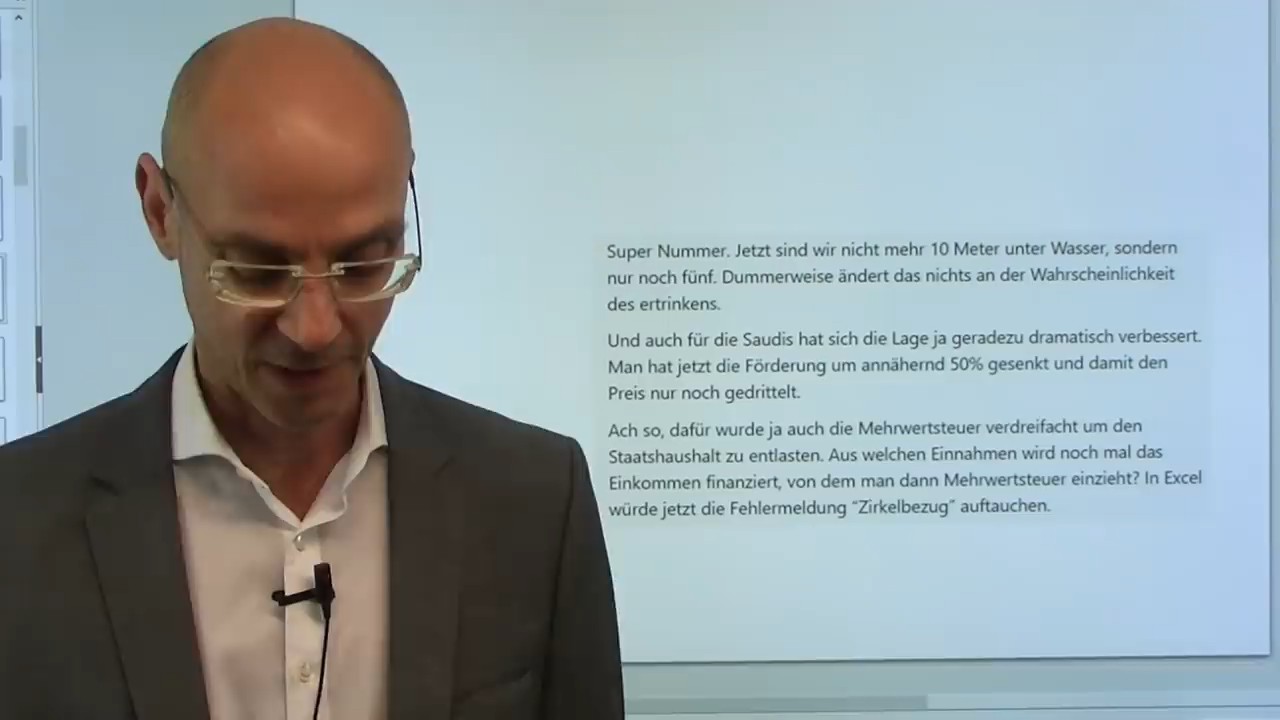 Super Nummer. Jetzt sind wir nicht mehr 10 Meter unter Wasser, sondern
nur noch fünf. Dummerweise ändert das nichts an der Wahrscheinlichkeit
des ertrinkens.
Und auch für die Saudis hat sich die Lage ja geradezu dramatisch verbessert.
Man hat jetzt die Förderung um annähernd 50% gesenkt und damit den
Preis nur noch gedrittelt.
Ach so, dafür wurde ja auch die Mehrwertsteuer verdreifacht um den
Staatshaushalt zu entlasten. Aus welchen Einnahmen wird noch mal das
Einkommen finanziert, von dem man dann Mehrwertsteuer einzieht? In Excel
würde jetzt die Fehlermeldung “Zirkelbezug” auftauchen.